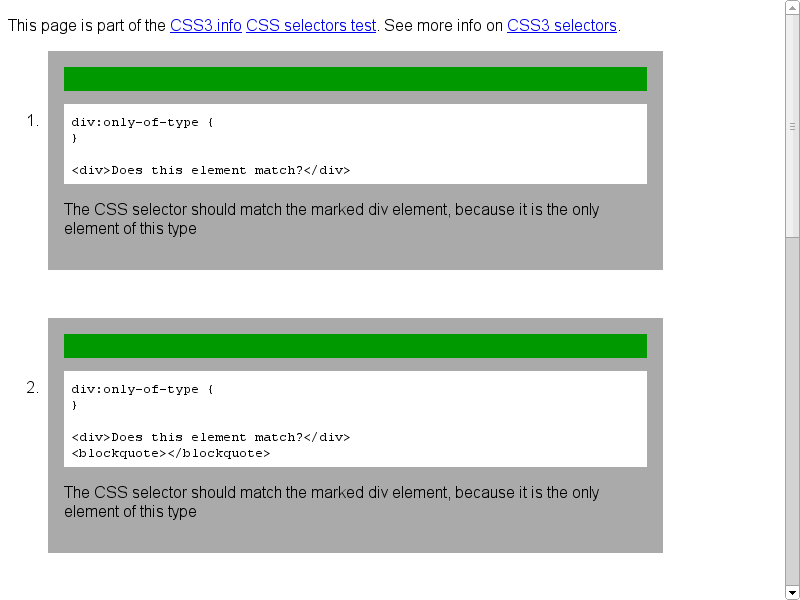 This page is part of the CSS3.info CSS selectors test. See more info on CSS3 selectors.
1.
div:only-of-type {
}
<div>Does this element match?</div>
The CSS selector should match the marked div element, because it is the only
element of this type
2.
div:only-of-type {
}
<div>Does this element match?</div>
<blockquote></blockquote>
The CSS selector should match the marked div element, because it is the only
element of this type